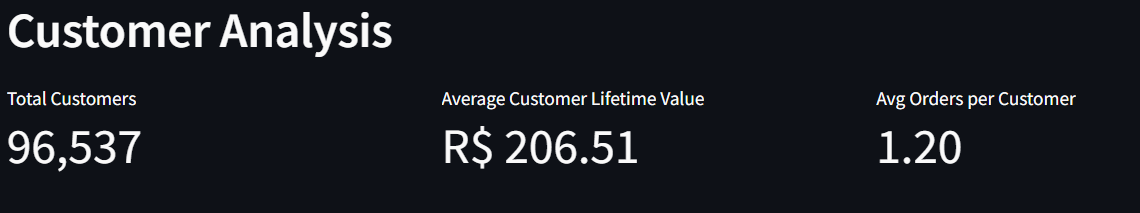 Customer Analysis
Total Customers
96,537
Average Customer Lifetime Value
R$ 206.51
Avg Orders per Customer
1.20